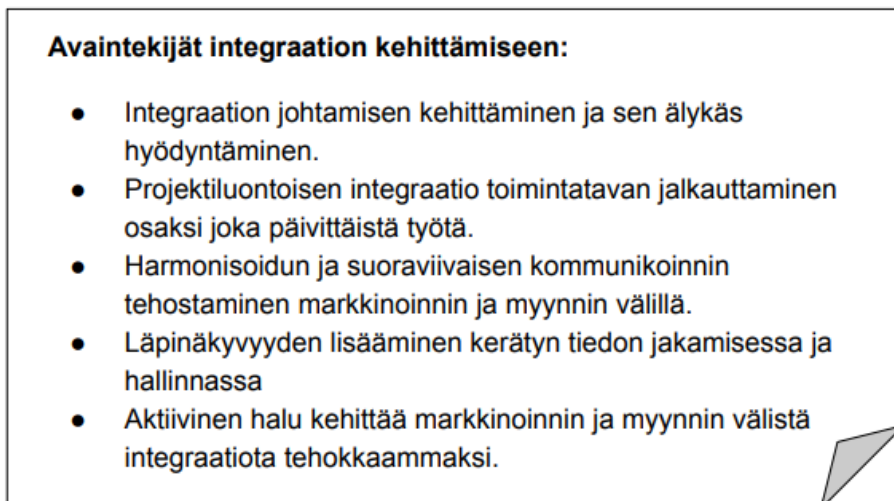 Avaintekijät integraation kehittämiseen:
● Integraation johtamisen kehittäminen ja sen älykäs
hyödyntäminen.
● Projektiluontoisen integraatio toimintatavan jalkauttaminen
osaksi joka päivittäistä työtä.
● Harmonisoidun ja suoraviivaisen kommunikoinnin
tehostaminen markkinoinnin ja myynnin välillä.
● Läpinäkyvyyden lisääminen kerätyn tiedon jakamisessa ja
hallinnassa
● Aktiivinen halu kehittää markkinoinnin ja myynnin välistä
integraatiota tehokkaammaksi.